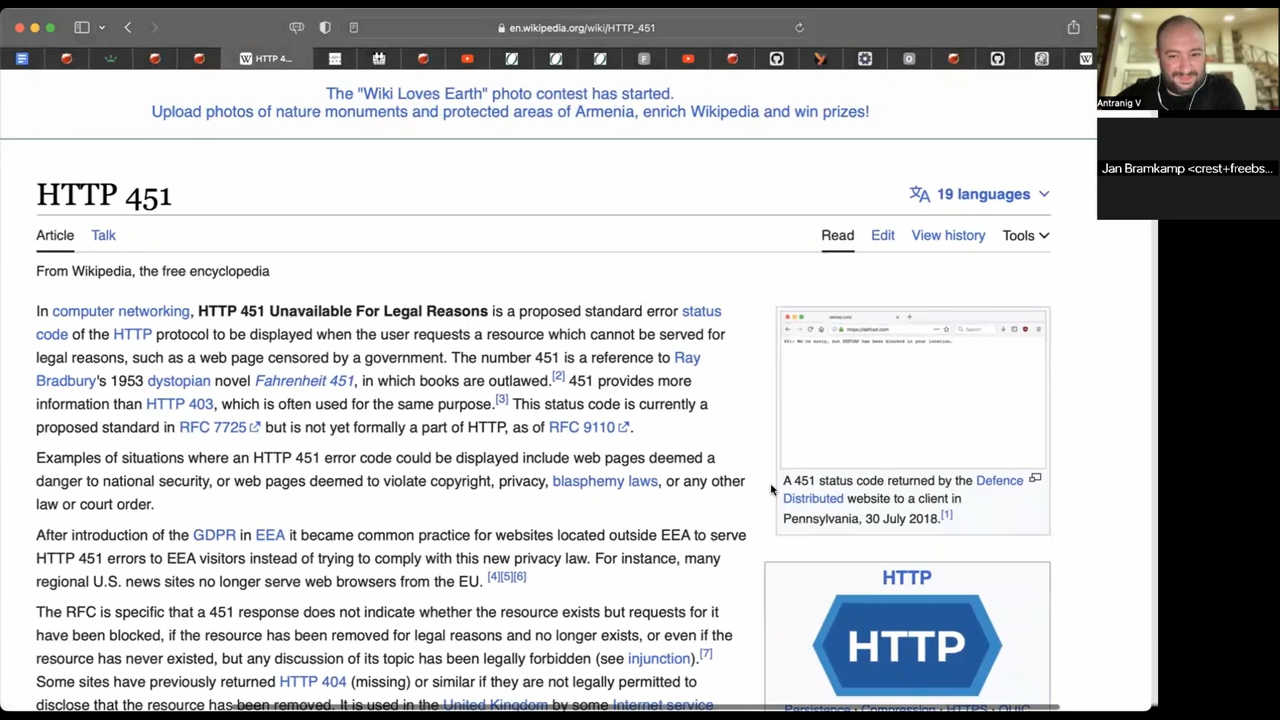 en.wikipedia.org/wiki/HTTP_451
HTTP 4...
The "Wiki Loves Earth" photo contest has started.
Upload photos of nature monuments and protected areas of Armenia, enrich Wikipedia and win prizes!
Antranig V
Jan Bramkamp <crest+freebs...
HTTP 451
19 languages
Article Talk
Read Edit View history Tools
From Wikipedia, the free encyclopedia
In computer networking, HTTP 451 Unavailable For Legal Reasons is a proposed standard error status
code of the HTTP protocol to be displayed when the user requests a resource which cannot be served for
legal reasons, such as a web page censored by a government. The number 451 is a reference to Ray
Bradbury's 1953 dystopian novel Fahrenheit 451, in which books are outlawed.[2] 451 provides more
information than HTTP 403, which is often used for the same purpose.[3] This status code is currently a
proposed standard in RFC 7725 but is not yet formally a part of HTTP, as of RFC 9110.
Examples of situations where an HTTP 451 error code could be displayed include web pages deemed a
danger to national security, or web pages deemed to violate copyright, privacy, blasphemy laws, or any other
law or court order.
After introduction of the GDPR in EEA it became common practice for websites located outside EEA to serve
HTTP 451 errors to EEA visitors instead of trying to comply with this new privacy law. For instance, many
regional U.S. news sites no longer serve web browsers from the EU. [4][5][6]
The RFC is specific that a 451 response does not indicate whether the resource exists but requests for it
have been blocked, if the resource has been removed for legal reasons and no longer exists, or even if the
resource has never existed, but any discussion of its topic has been legally forbidden (see injunction).[7]
Some sites have previously returned HTTP 404 (missing) or similar if they are not legally permitted to
disclose that the resource has been removed. It is used in the United Kingdom by some Internet service
https://defcad.com
451: We're sorry, but DEFCAD has been blocked in your location.
A 451 status code returned by the Defence
Distributed website to a client in
Pennsylvania, 30 July 2018.[1]
HTTP
HTTP
Persistence · Compression · HTTPS · QUIC